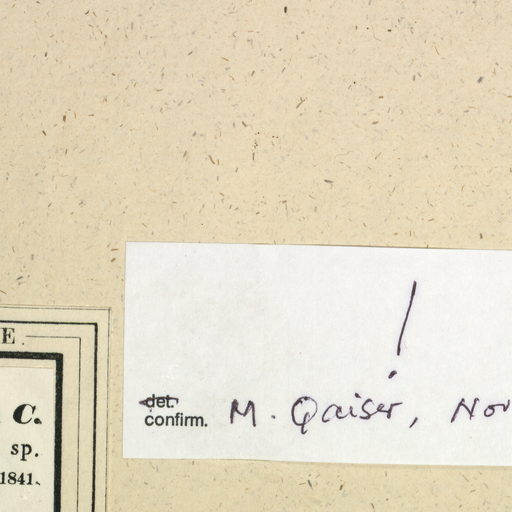 E
C.
sp.
1841.
!
det.
confirm. M. Qaiser, Nov